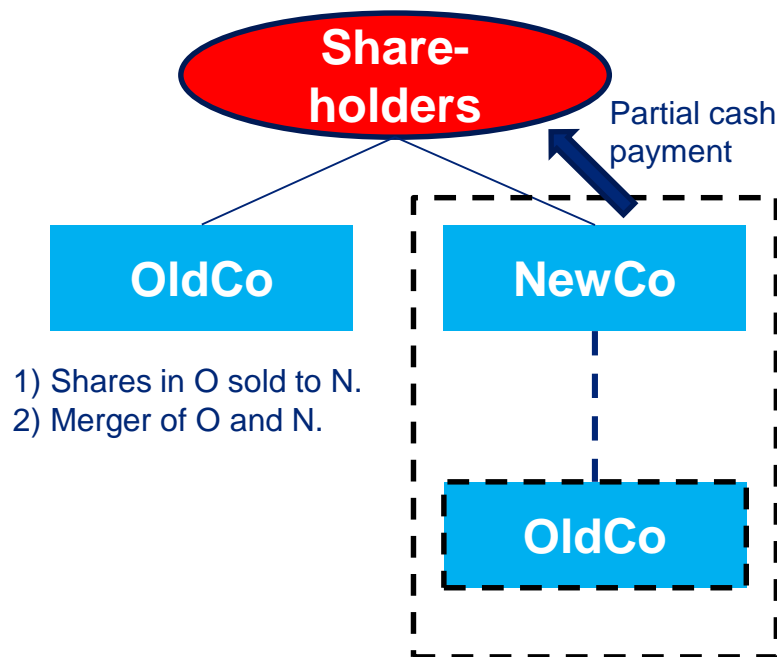 Share-
holders
Partial cash
payment
OldCo
NewCo
1) Shares in O sold to N.
2) Merger of O and N.
OldCo